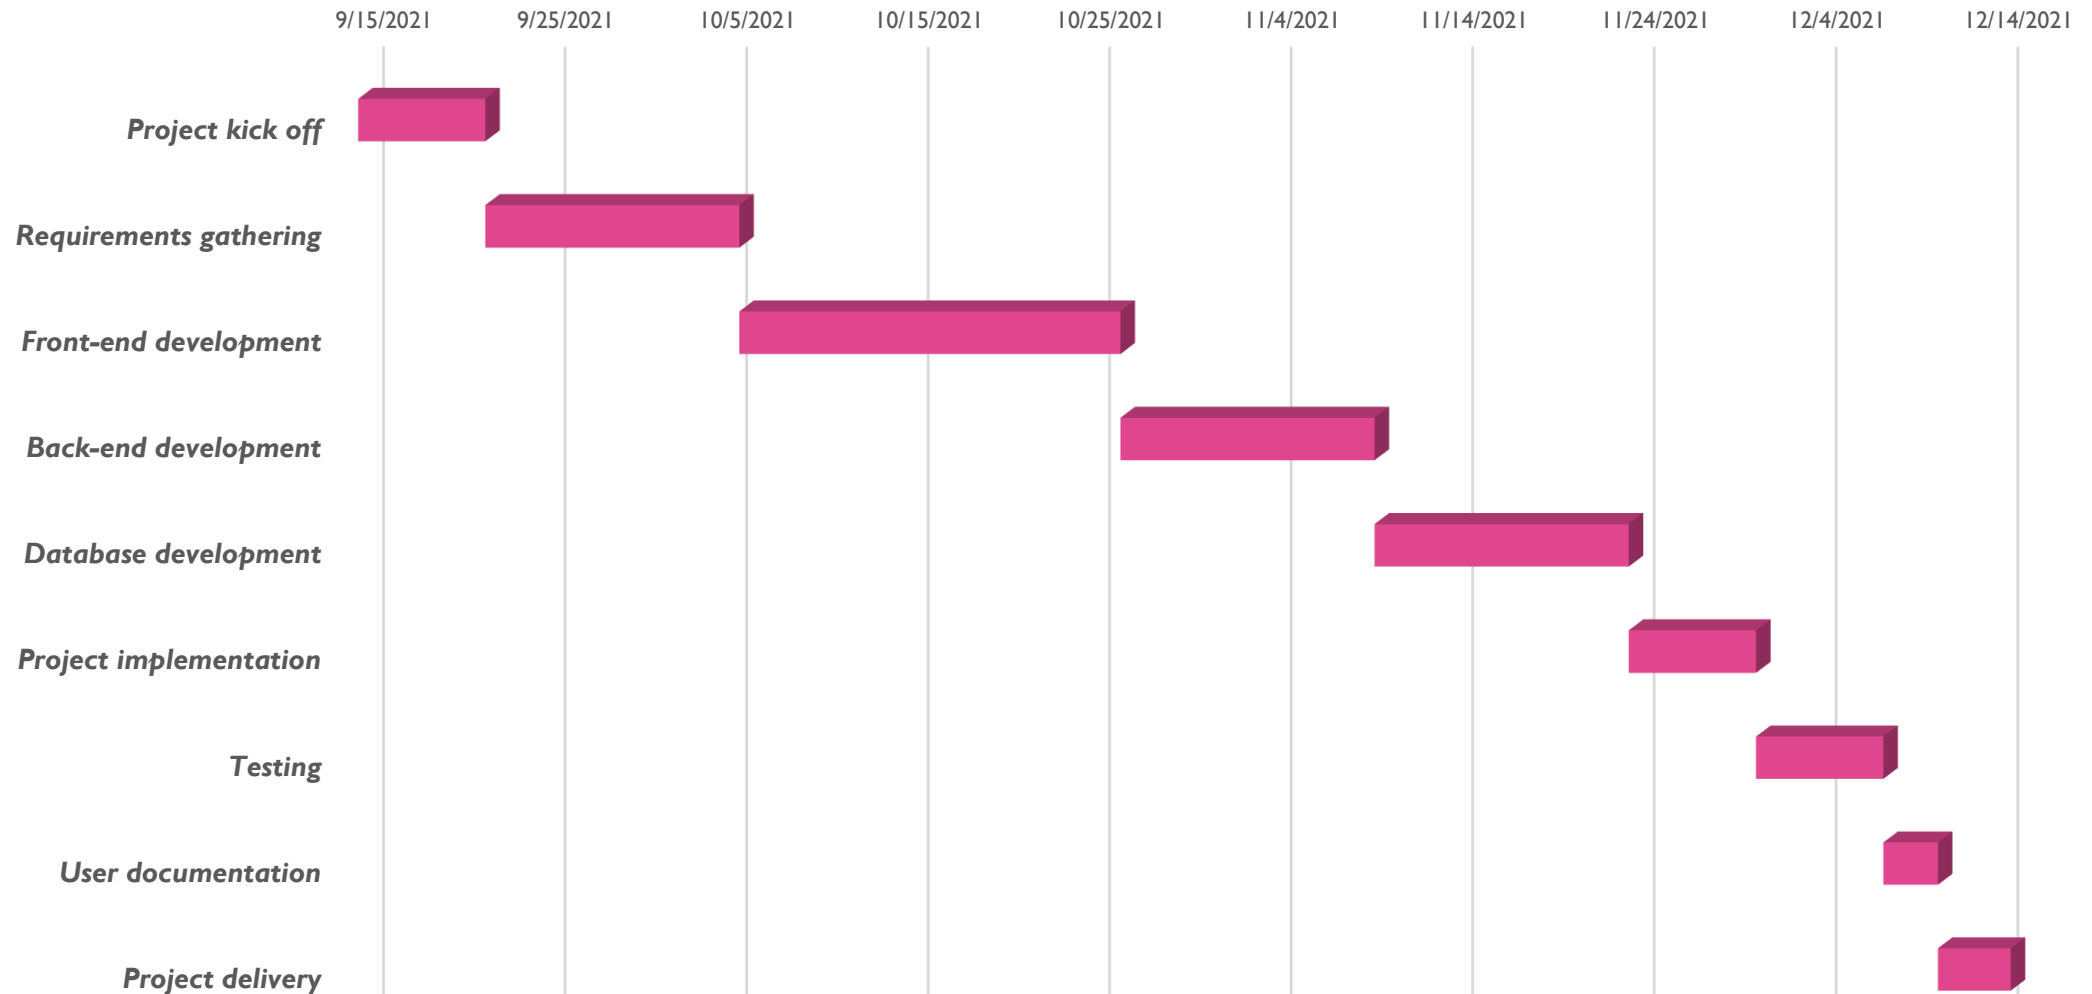 9/15/2021 9/25/2021 10/5/2021 10/15/2021 10/25/2021 11/4/2021 11/14/2021 11/24/2021 12/4/2021 12/14/2021
Project kick off
Requirements gathering
Front-end development
Back-end development
Database development
Project implementation
Testing
User documentation
Project delivery